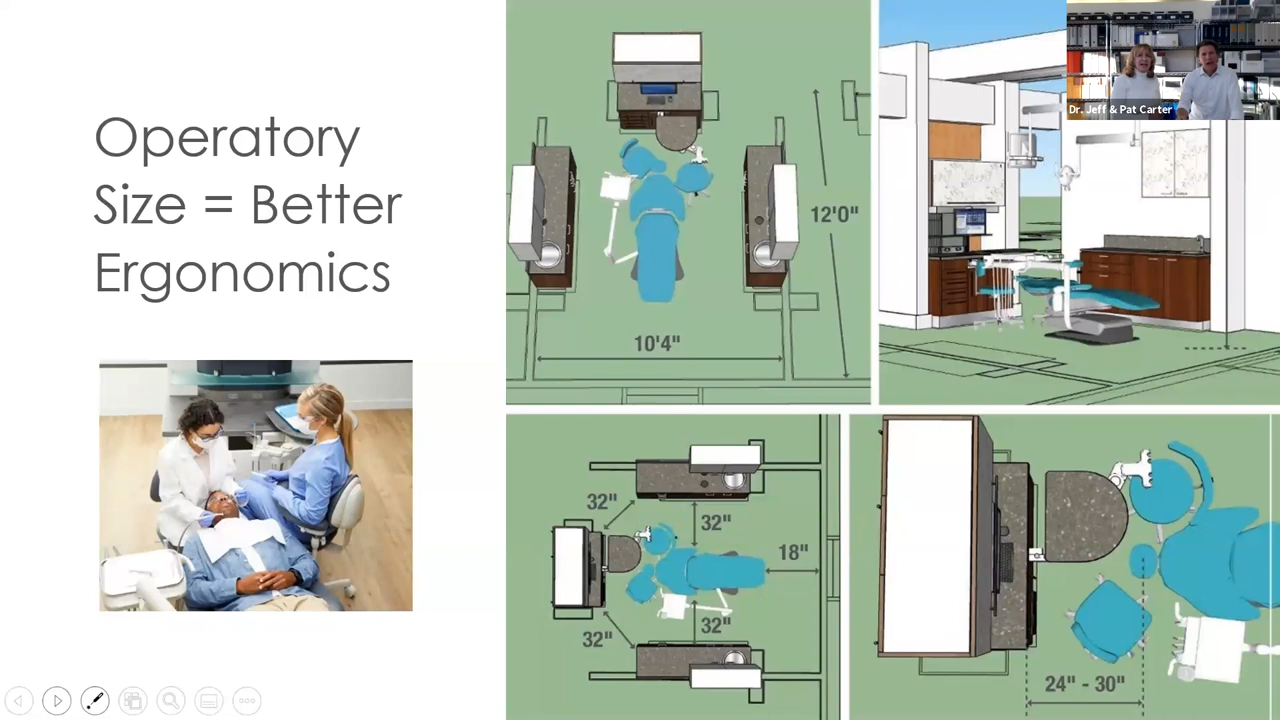 Operatory
Size = Better
Ergonomics
12'0"
10'4"
Dr. Jeff & Pat Carter
32"
32"
18"
32"
32"
24" - 30"